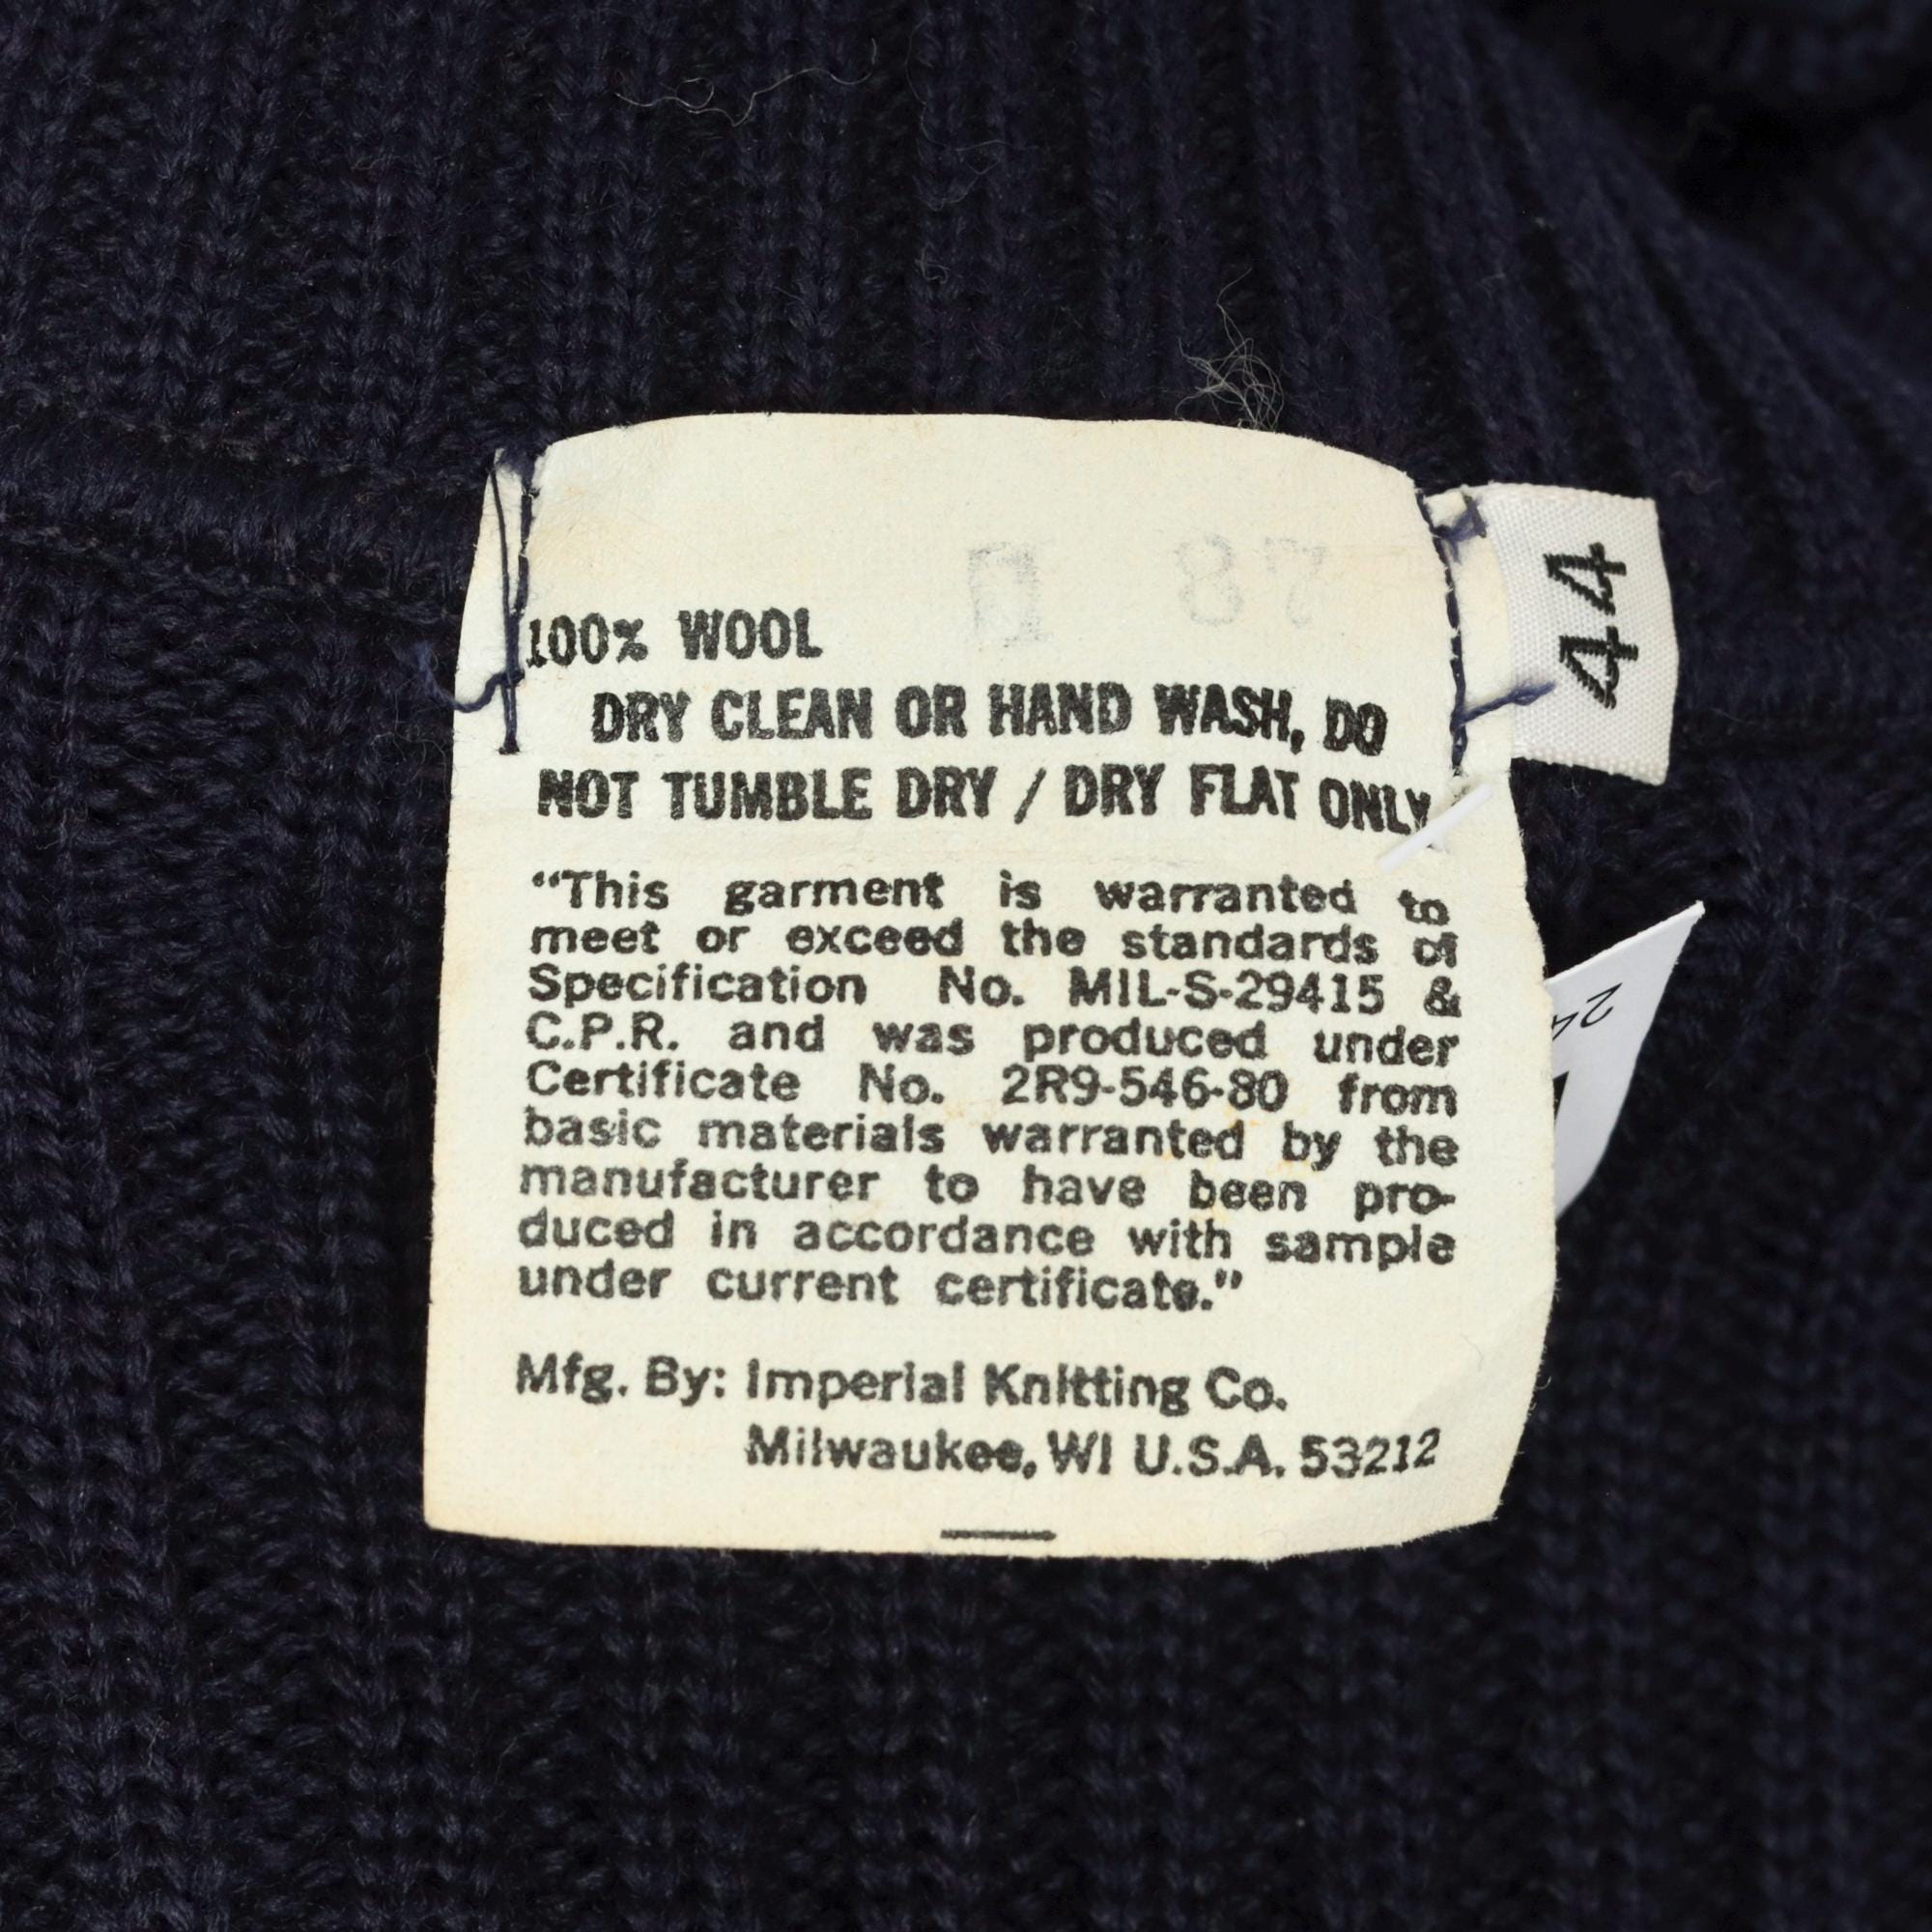 100% WOOL
DRY CLEAN OR HAND WASH, DO
NOT TUMBLE DRY / DRY FLAT ONLY
“This garment is warranted to
meet or exceed the standards of
Specification No. MIL-S-29415 &
C.P.R. and was produced under
Certificate No. 2R9-546-80 from
basic materials warranted by the
manufacturer to have been pro-
duced in accordance with sample
under current certificate.”
Mfg. By: Imperial Knitting Co.
Milwaukee, WI U.S.A. 53212
44